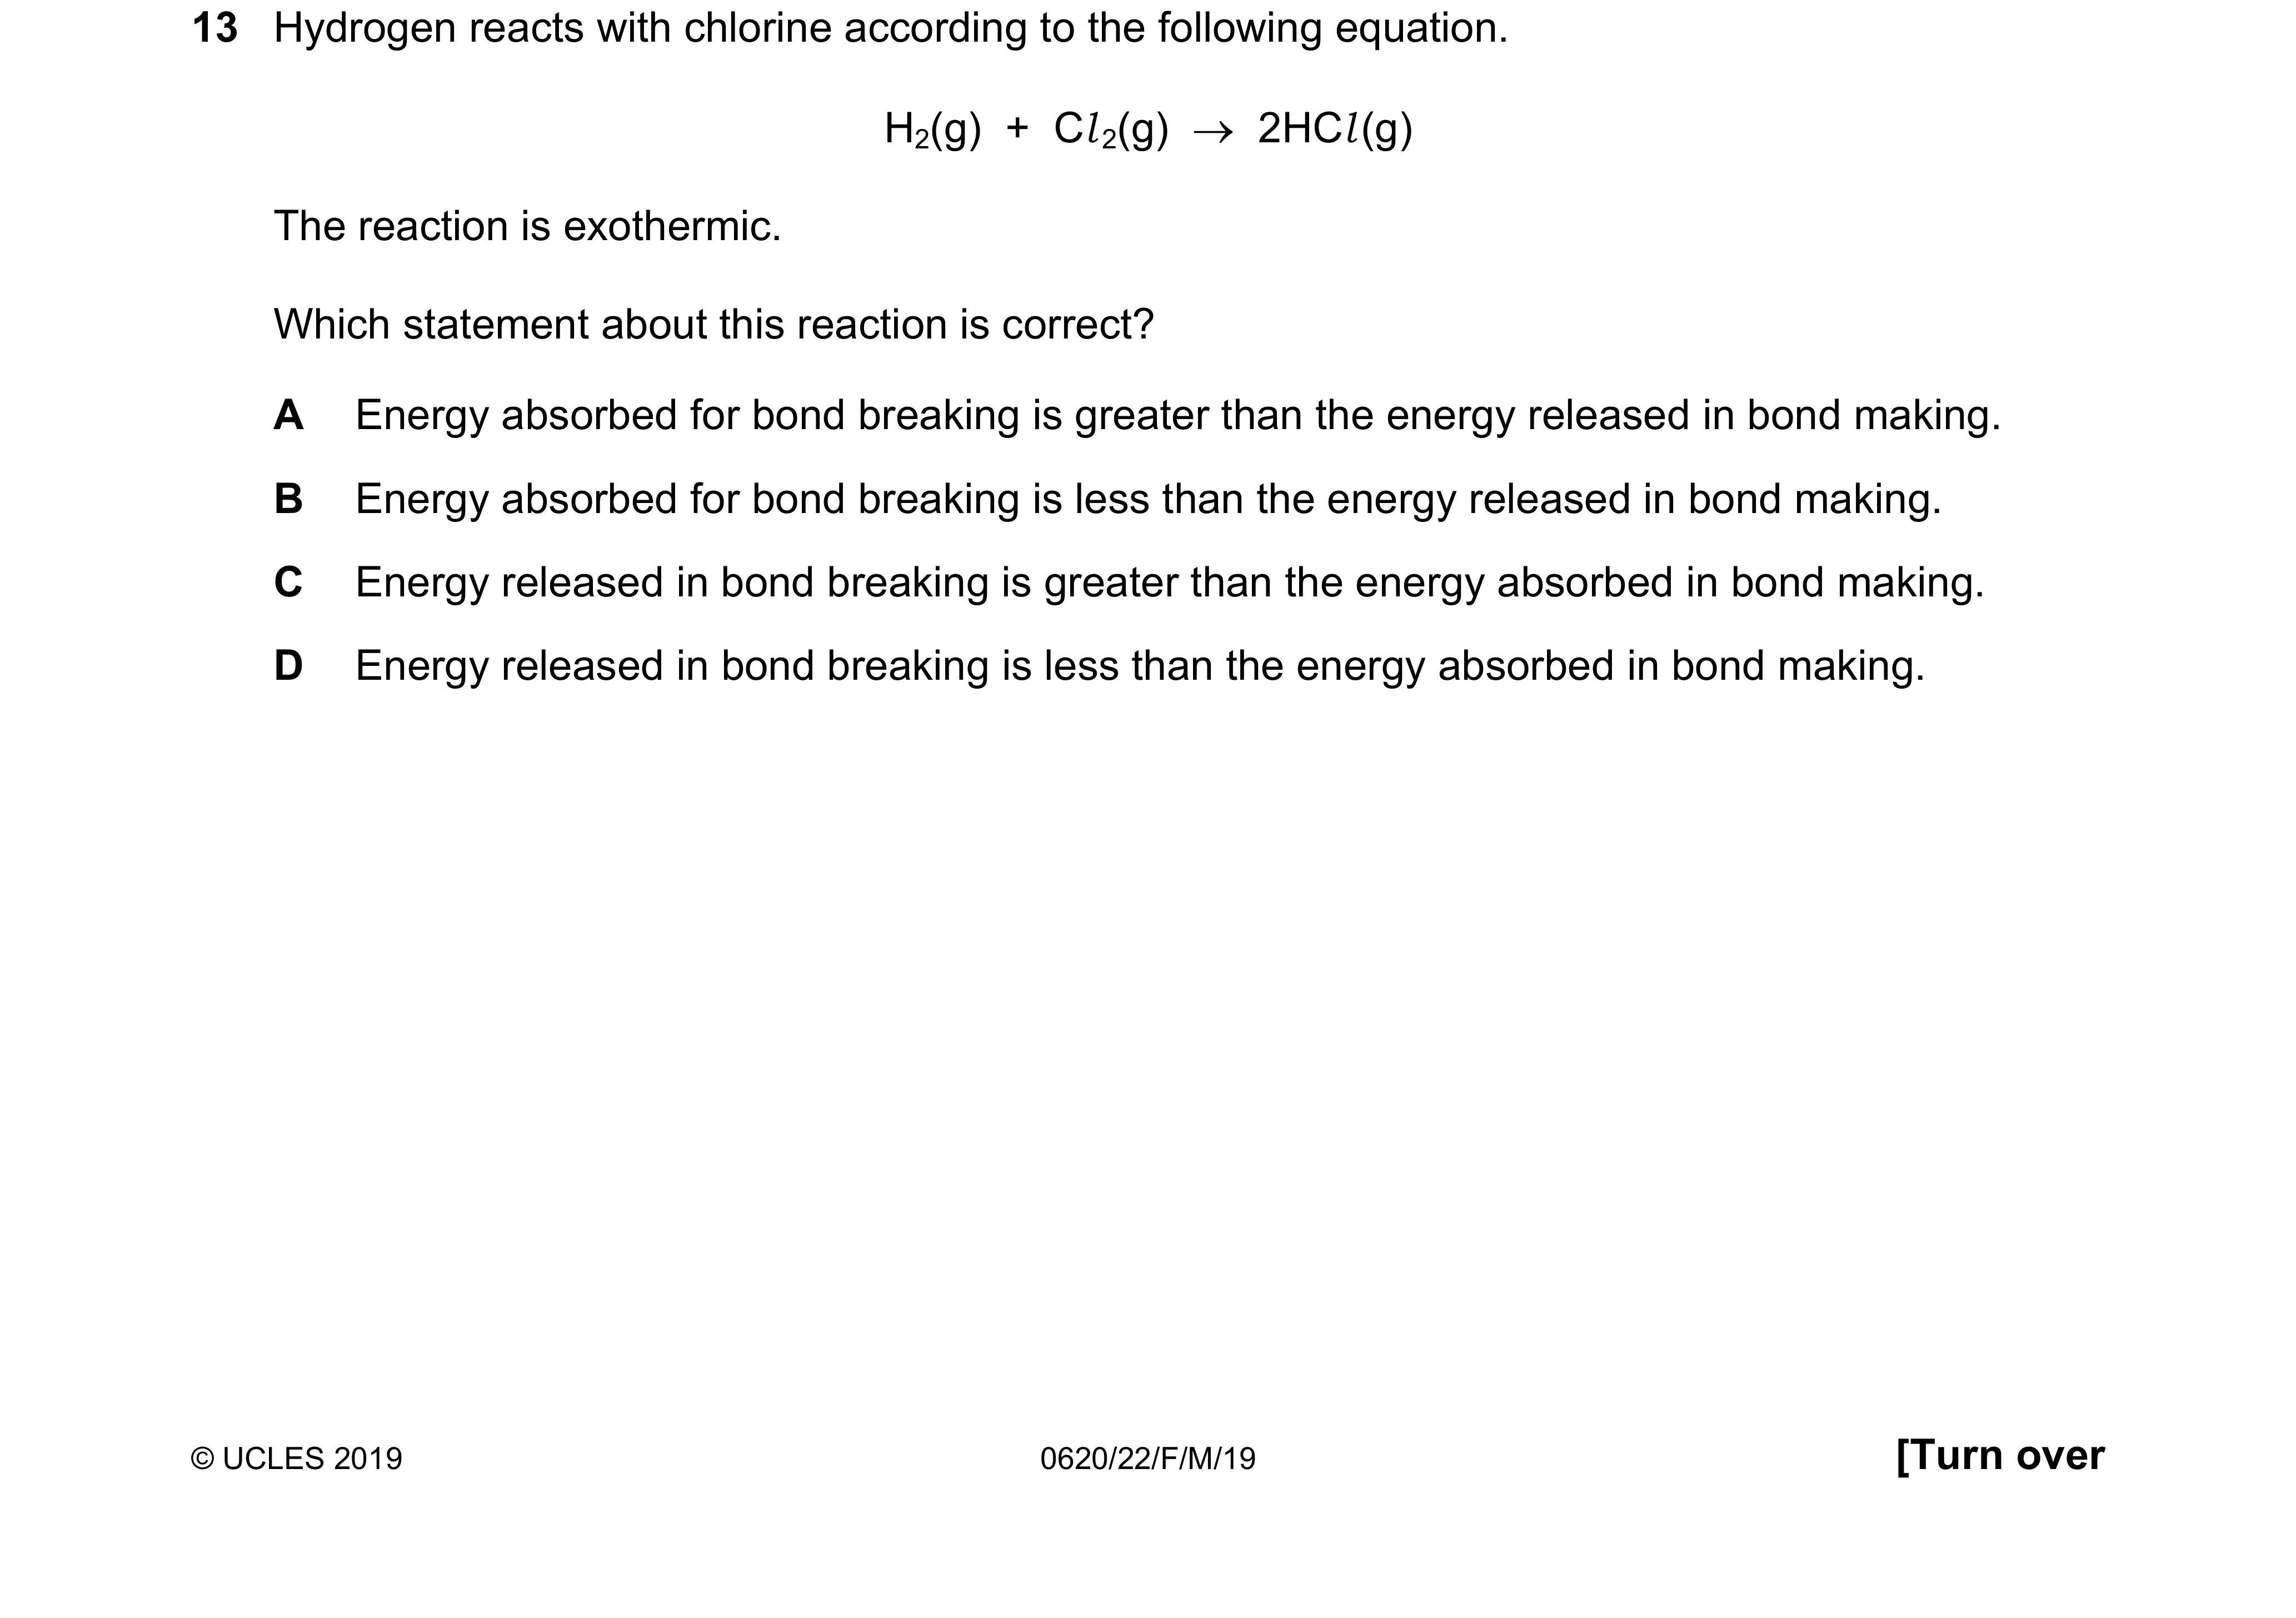 13 Hydrogen reacts with chlorine according to the following equation.
H₂(g) + Cl₂(g) → 2HCl(g)
The reaction is exothermic.
Which statement about this reaction is correct?
A Energy absorbed for bond breaking is greater than the energy released in bond making.
B Energy absorbed for bond breaking is less than the energy released in bond making.
C Energy released in bond breaking is greater than the energy absorbed in bond making.
D Energy released in bond breaking is less than the energy absorbed in bond making.
© UCLES 2019 0620/22/F/M/19 [Turn over